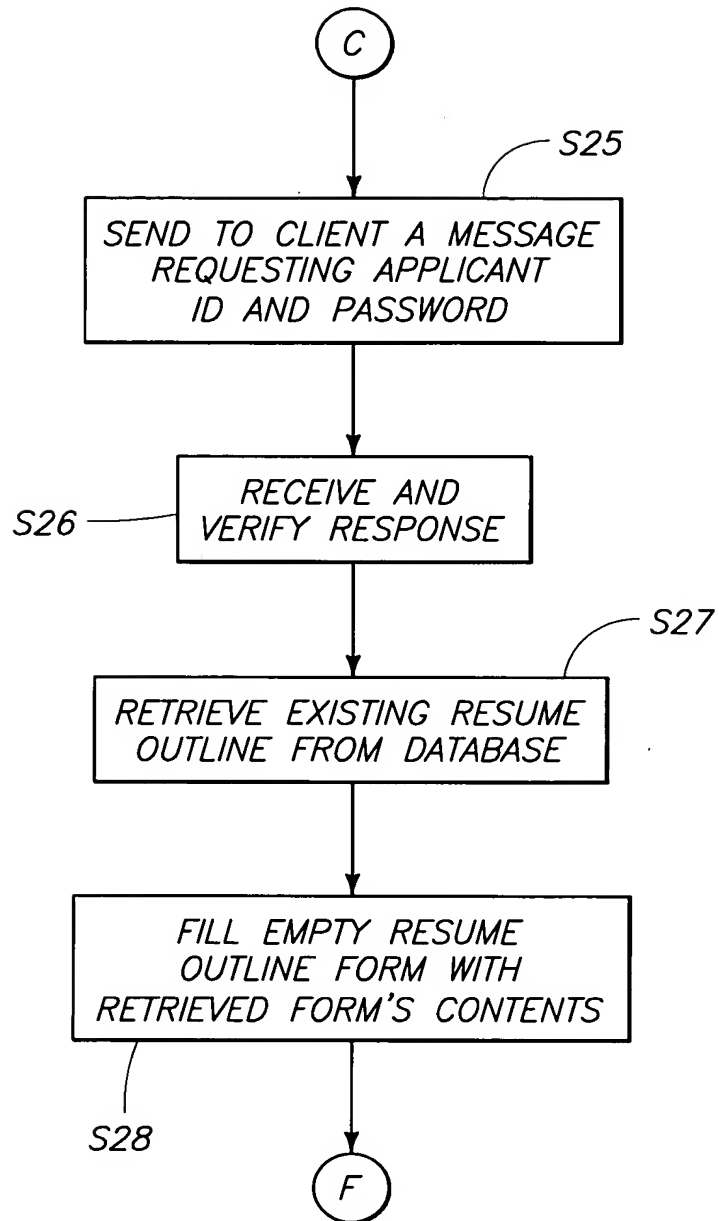 C
S25
SEND TO CLIENT A MESSAGE
REQUESTING APPLICANT
ID AND PASSWORD
S26
RECEIVE AND
VERIFY RESPONSE
S27
RETRIEVE EXISTING RESUME
OUTLINE FROM DATABASE
FILL EMPTY RESUME
OUTLINE FORM WITH
RETRIEVED FORM'S CONTENTS
S28
F